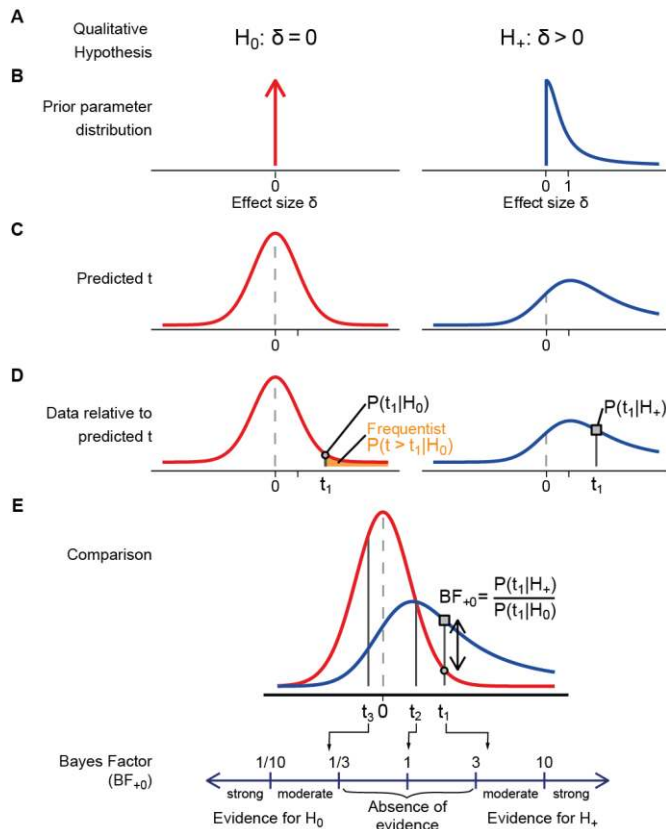 A
Qualitative
Hypothesis
H₀: δ = 0
H₊: δ > 0
B
Prior parameter
distribution
0
Effect size δ
0 1
Effect size δ
C
Predicted t
0
0
D
Data relative to
predicted t
P(t₁|H₀)
Frequentist
P(t > t₁|H₀)
0 t₁
P(t₁|H₊)
0 t₁
E
Comparison
BF₊₀ = P(t₁|H₊)
P(t₁|H₀)
t₃ 0 t₂ t₁
Bayes Factor
(BF₊₀)
1/10 1/3 1 3 10
strong moderate Absence of evidence moderate strong
Evidence for H₀ Evidence for H₊